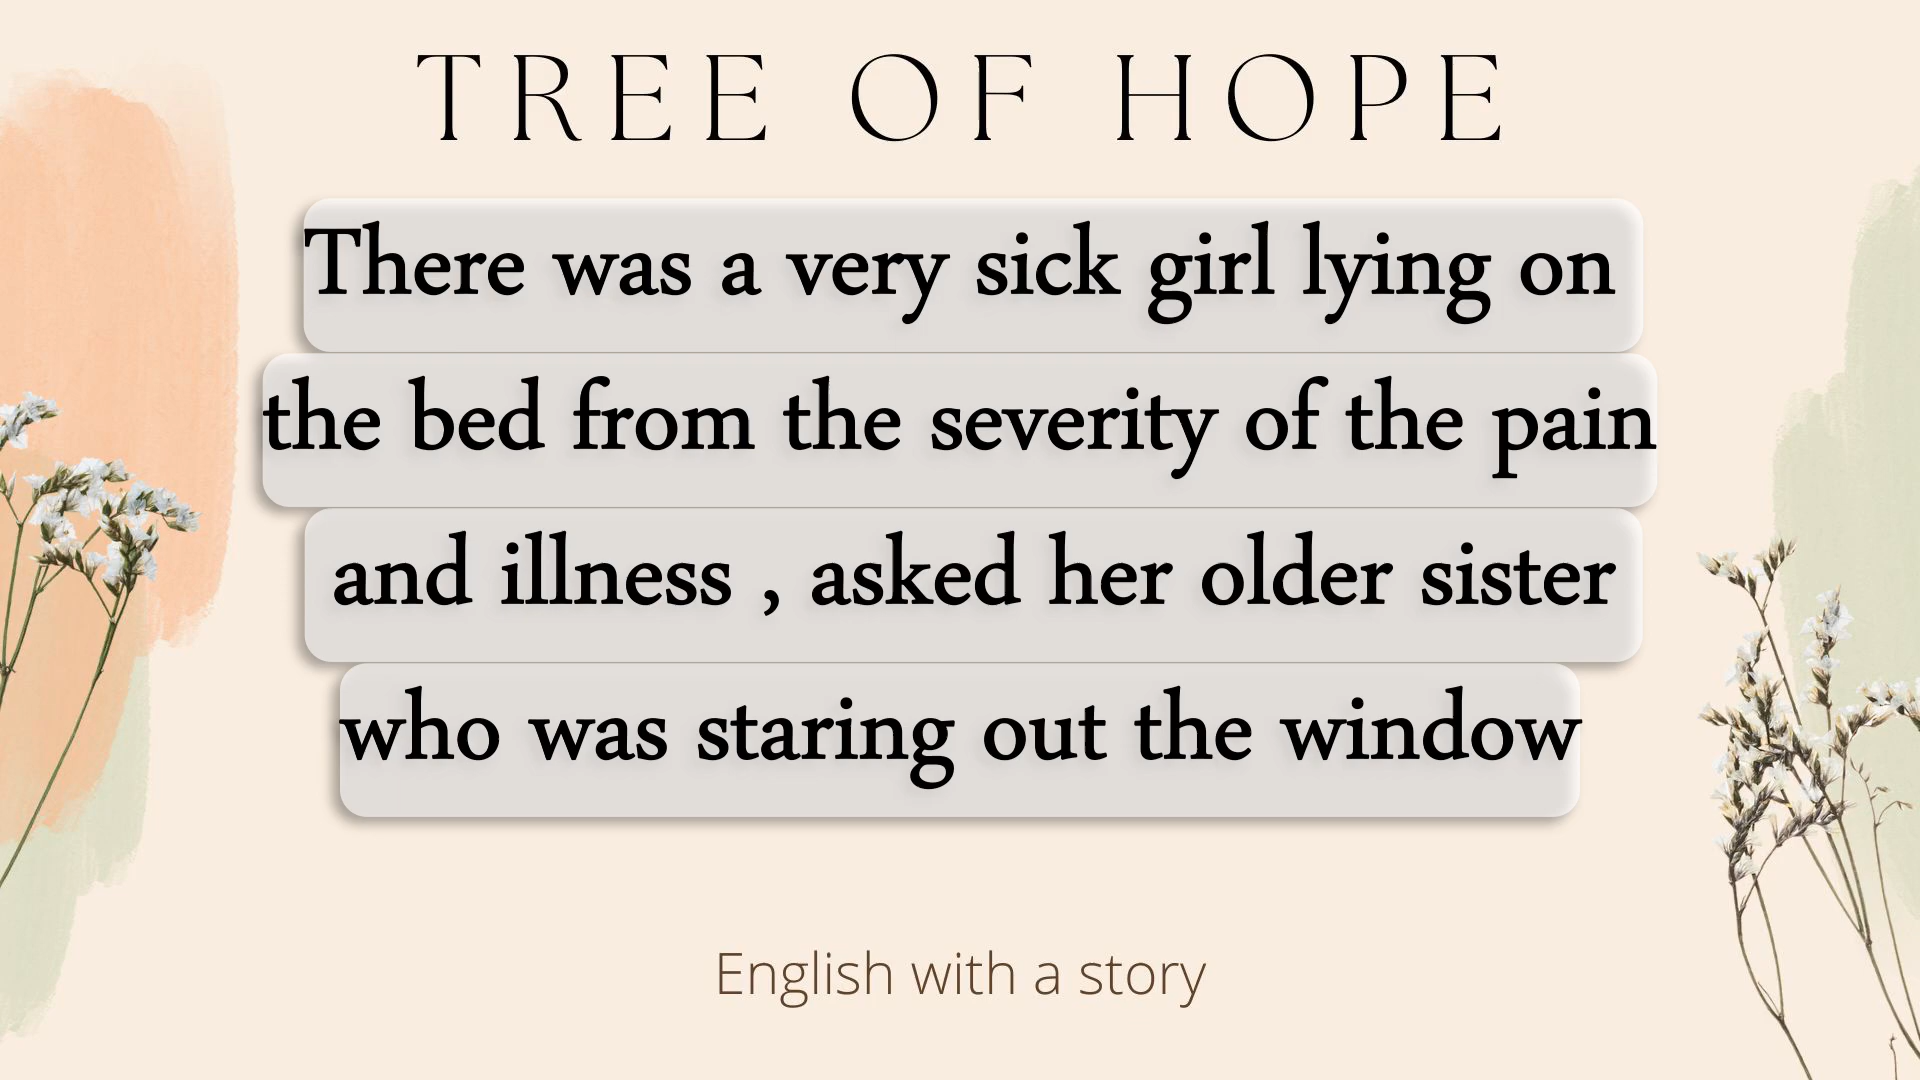 TREE OF HOPE
There was a very sick girl lying on
the bed from the severity of the pain
and illness , asked her older sister
who was staring out the window
English with a story